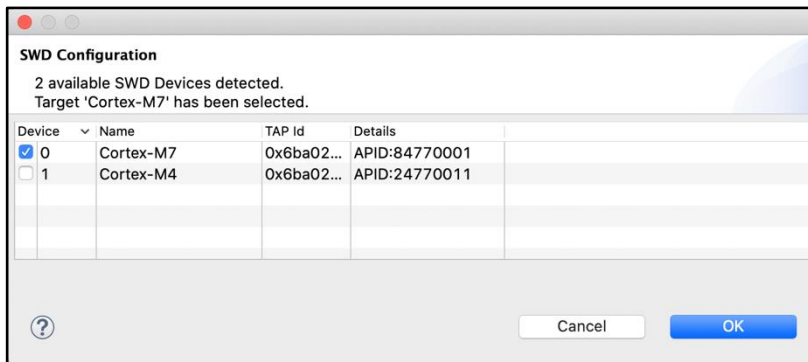 SWD Configuration
2 available SWD Devices detected.
Target 'Cortex-M7' has been selected.
Device Name TAP Id Details
0 Cortex-M7 0x6ba02... APID:84770001
1 Cortex-M4 0x6ba02... APID:24770011
?
Cancel OK